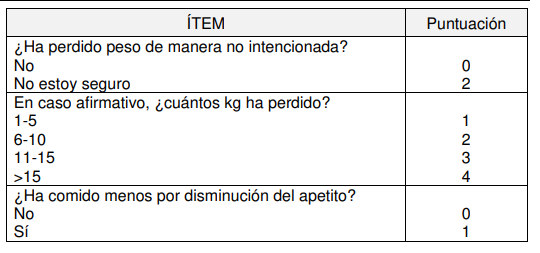 ÍTEM Puntuación
¿Ha perdido peso de manera no intencionada?
No 0
No estoy seguro 2
En caso afirmativo, ¿cuántos kg ha perdido?
1-5 1
6-10 2
11-15 3
>15 4
¿Ha comido menos por disminución del apetito?
No 0
Sí 1